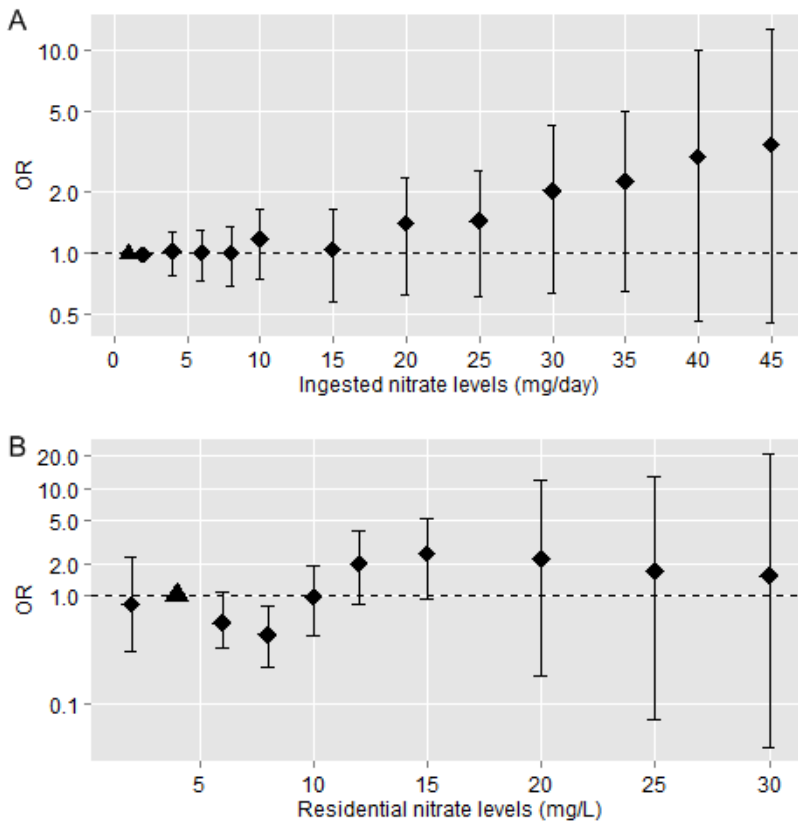 A
OR
10.0
5.0
2.0
1.0
0.5
0 5 10 15 20 25 30 35 40 45
Ingested nitrate levels (mg/day)
B
OR
20.0
10.0
5.0
2.0
1.0
0.1
5 10 15 20 25 30
Residential nitrate levels (mg/L)